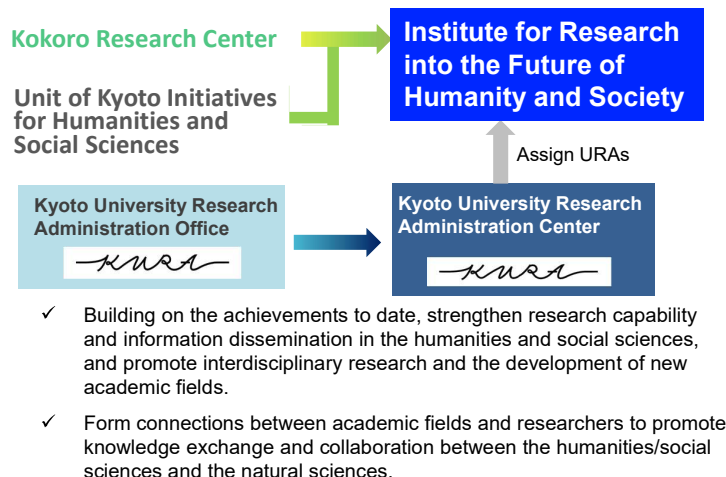 Kokoro Research Center
Unit of Kyoto Initiatives
for Humanities and
Social Sciences
Institute for Research
into the Future of
Humanity and Society
Assign URAs
Kyoto University Research
Administration Office
KURA
Kyoto University Research
Administration Center
KURA
✓ Building on the achievements to date, strengthen research capability
and information dissemination in the humanities and social sciences,
and promote interdisciplinary research and the development of new
academic fields.
✓ Form connections between academic fields and researchers to promote
knowledge exchange and collaboration between the humanities/social
sciences and the natural sciences.